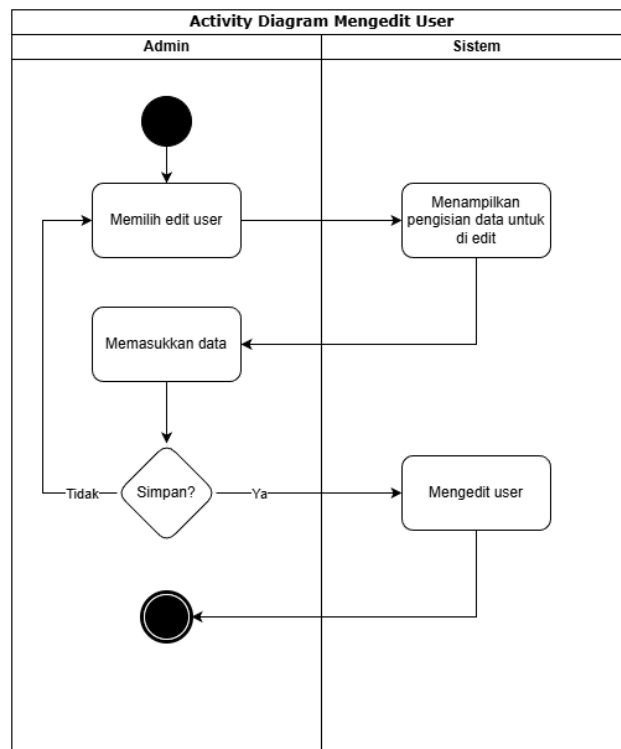 Activity Diagram Mengedit User
Admin
Sistem
Memilih edit user
Menampilkan
pengisian data untuk
di edit
Memasukkan data
Tidak
Simpan?
Ya
Mengedit user